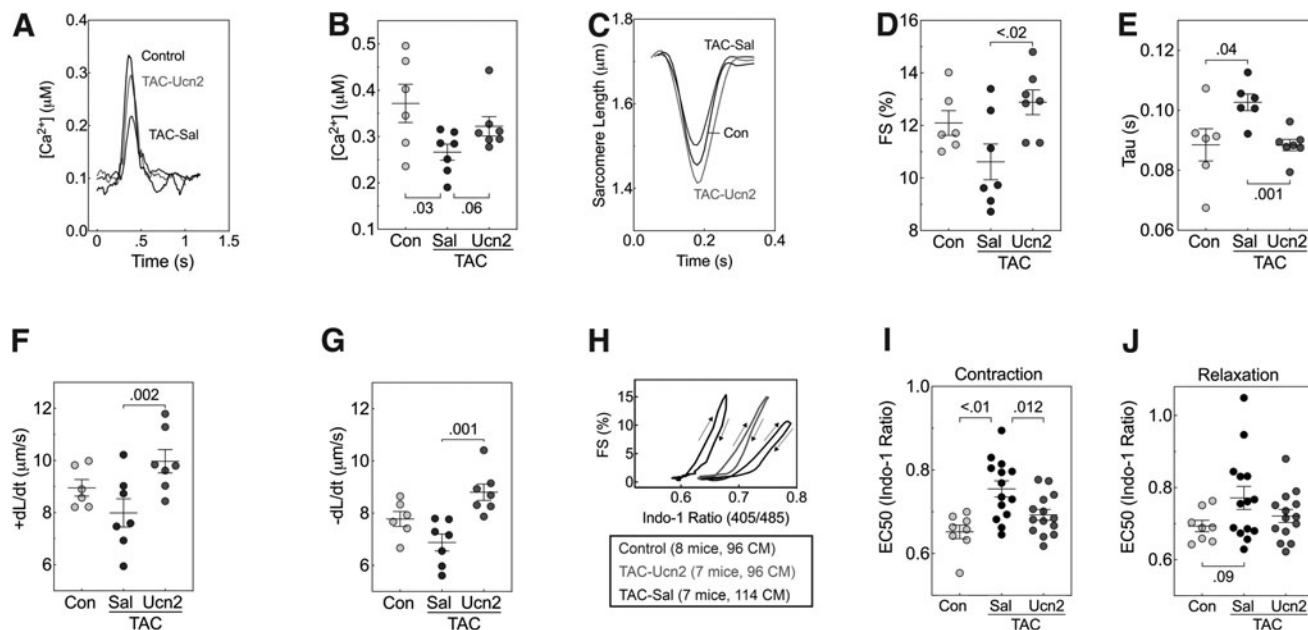 A
0.4
0.3
0.2
0.1
0.0
[Ca²⁺] (μM)
Control
TAC-Ucn2
TAC-Sal
0 .5 1 1.5
Time (s)
B
0.5
0.4
0.3
0.2
0.1
[Ca²⁺] (μM)
.03 .06
Con Sal Ucn2
TAC
C
1.8
1.6
1.4
Sarcomere Length (μm)
TAC-Sal
Con
TAC-Ucn2
0.0 0.2 0.4
Time (s)
D
16
14
12
10
8
FS (%)
<.02
Con Sal Ucn2
TAC
E
0.12
0.10
0.08
0.06
Tau (s)
.04
.001
Con Sal Ucn2
TAC
F
12
10
8
6
+dL/dt (μm/s)
.002
Con Sal Ucn2
TAC
G
12
10
8
6
-dL/dt (μm/s)
.001
Con Sal Ucn2
TAC
H
15
10
5
0
FS (%)
0.6 0.7 0.8
Indo-1 Ratio (405/485)
Control (8 mice, 96 CM)
TAC-Ucn2 (7 mice, 96 CM)
TAC-Sal (7 mice, 114 CM)
I
Contraction
1.0
0.8
0.6
EC50 (Indo-1 Ratio)
<.01 .012
Con Sal Ucn2
TAC
J
Relaxation
1.0
0.8
0.6
EC50 (Indo-1 Ratio)
.09
Con Sal Ucn2
TAC